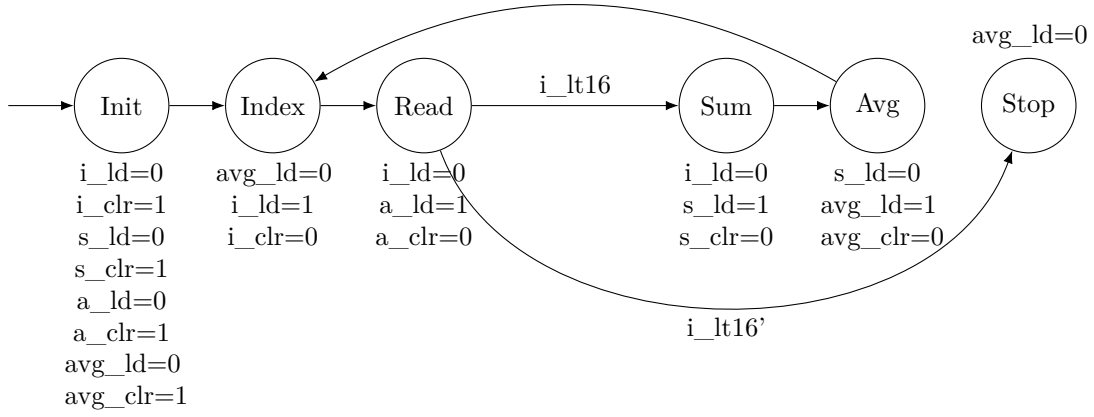 avg_ld=0
i_lt16
Init
Index
Read
Sum
Avg
Stop
i_ld=0
i_clr=1
s_ld=0
s_clr=1
a_ld=0
a_clr=1
avg_ld=0
avg_clr=1
avg_ld=0
i_ld=1
i_clr=0
i_ld=0
a_ld=1
a_clr=0
i_ld=0
s_ld=1
s_clr=0
s_ld=0
avg_ld=1
avg_clr=0
i_lt16'